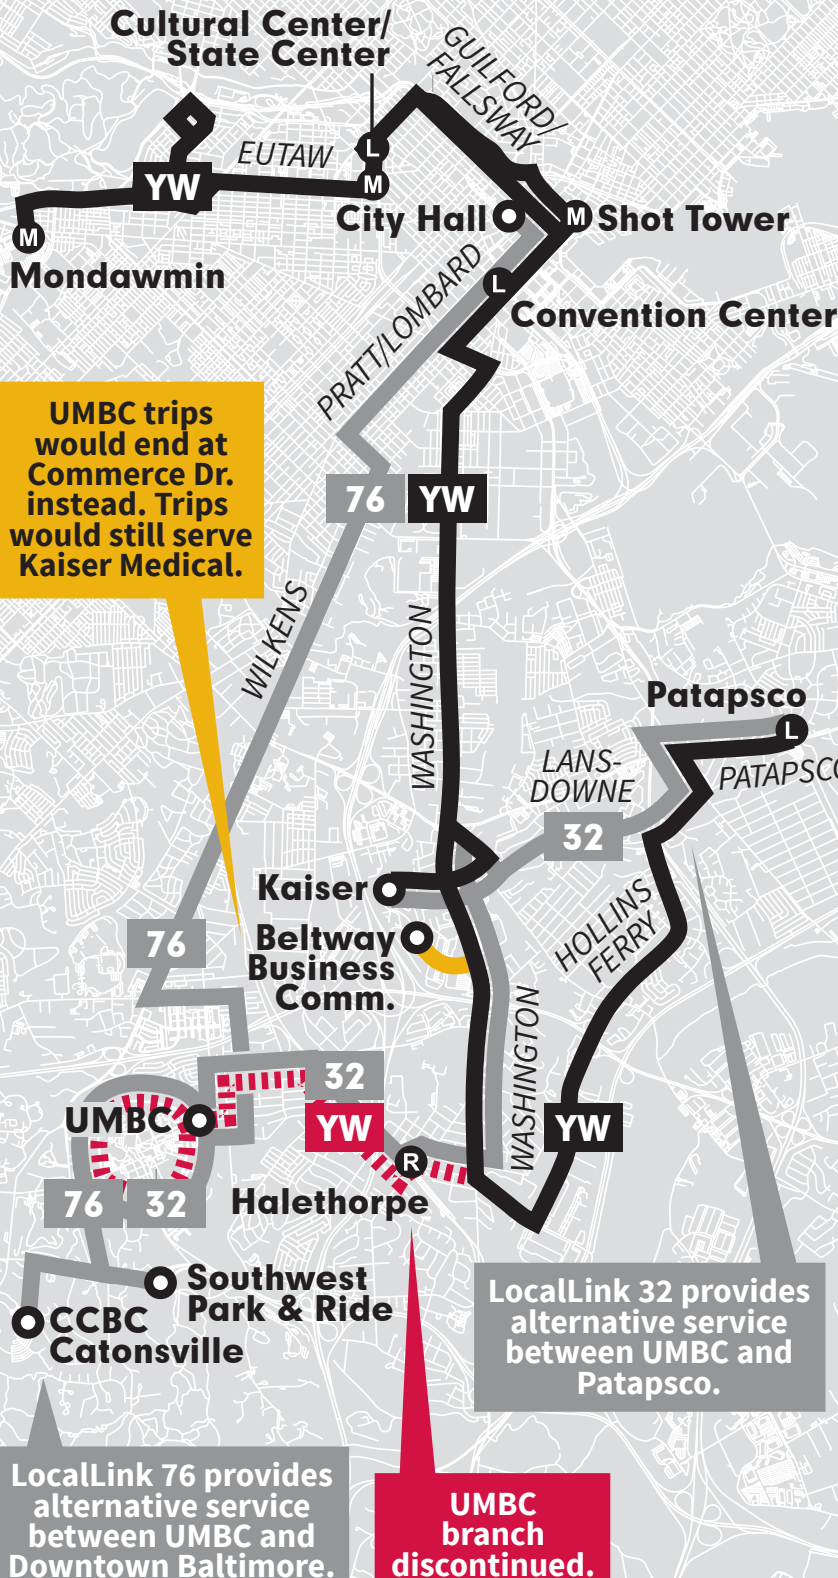 Cultural Center/
State Center
GUILFORD/
FALLSWAY
L
EUTAW
M
YW
City Hall
M
Shot Tower
M
Mondawmin
L
Convention Center
PRATT/LOMBARD
UMBC trips
would end at
Commerce Dr.
instead. Trips
would still serve
Kaiser Medical.
76
YW
WILKENS
WASHINGTON
Patapsco
L
LANS-
DOWNE
PATAPSCO
32
Kaiser
HOLLINS
FERRY
76
Beltway
Business
Comm.
WASHINGTON
32
UMBC
YW
YW
R
76
32
Halethorpe
Southwest
Park & Ride
CCBC
Catonsville
LocalLink 32 provides
alternative service
between UMBC and
Patapsco.
LocalLink 76 provides
alternative service
between UMBC and
Downtown Baltimore.
UMBC
branch
discontinued.